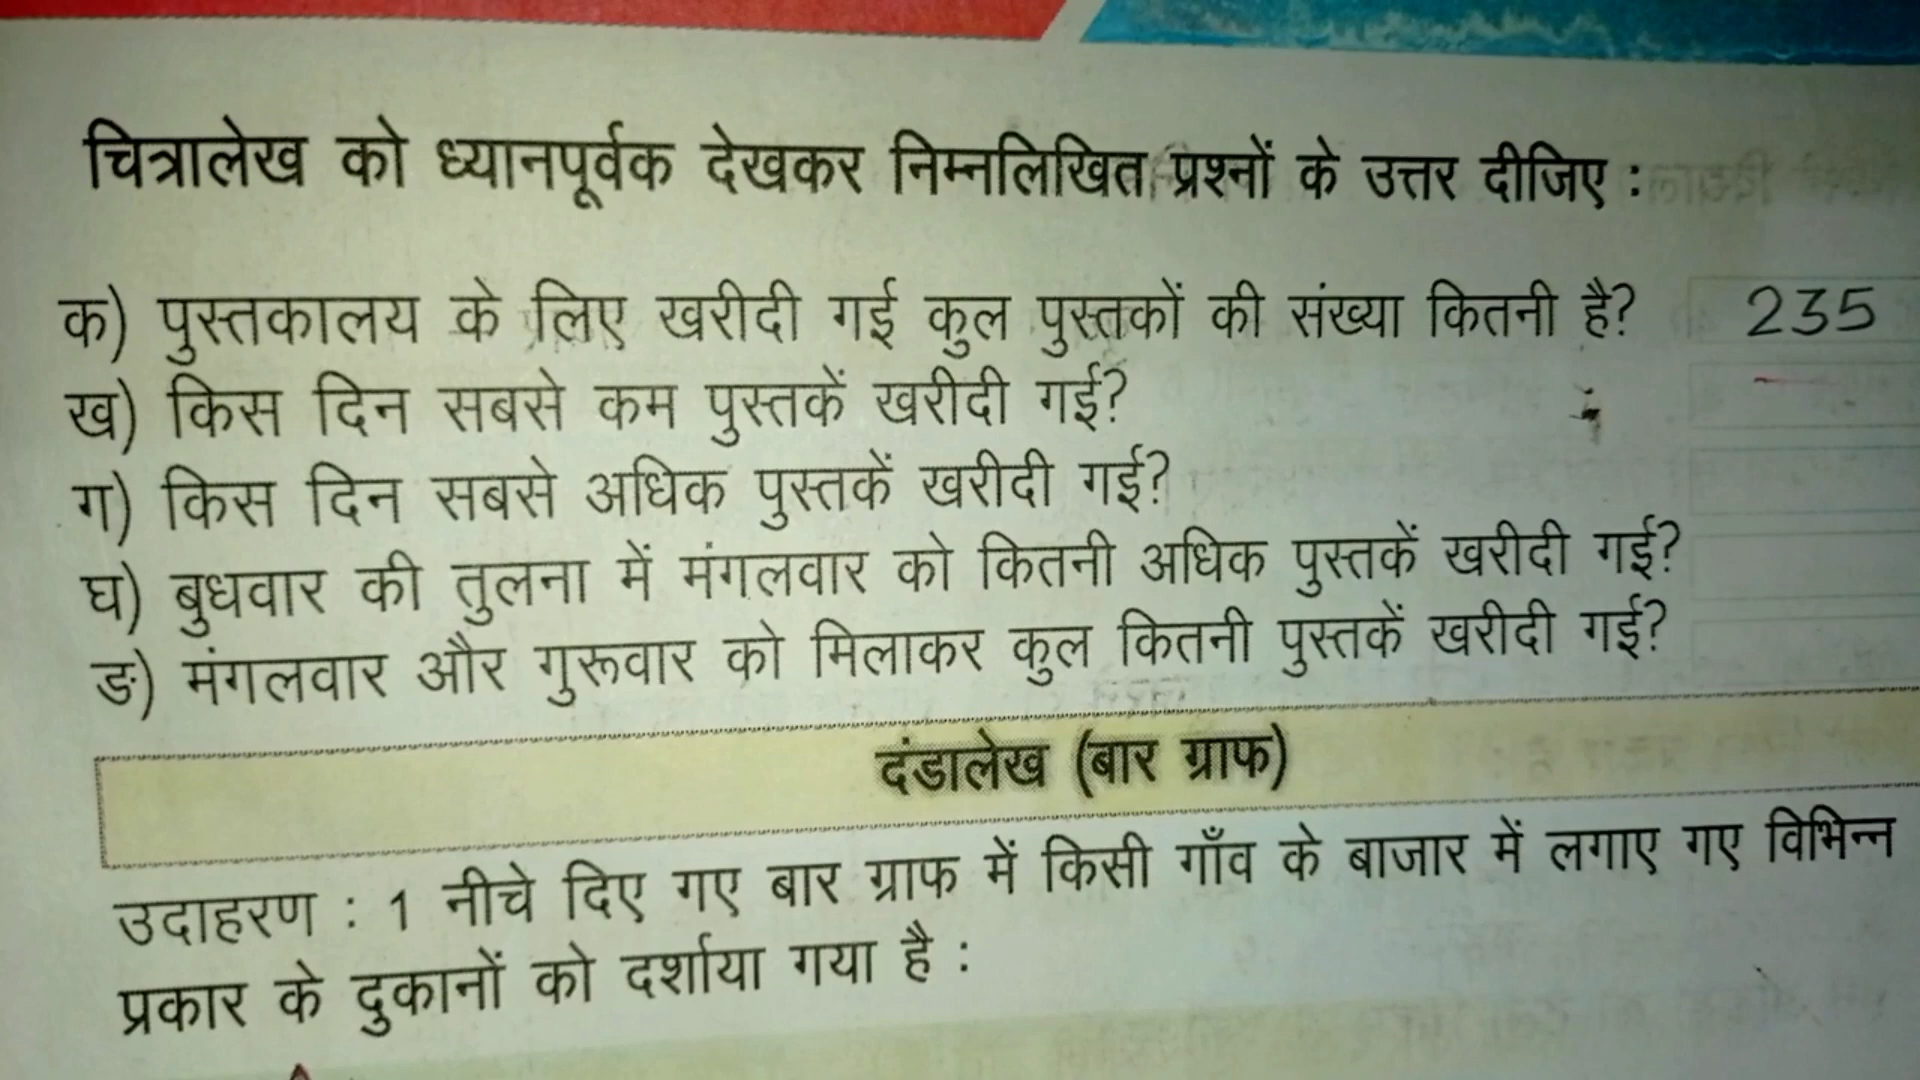 चित्रालेख को ध्यानपूर्वक देखकर निम्नलिखित प्रश्नों के उत्तर दीजिए :
क) पुस्तकालय के लिए खरीदी गई कुल पुस्तकों की संख्या कितनी है? 235
ख) किस दिन सबसे कम पुस्तकें खरीदी गई?
ग) किस दिन सबसे अधिक पुस्तकें खरीदी गई?
घ) बुधवार की तुलना में मंगलवार को कितनी अधिक पुस्तकें खरीदी गई?
ङ) मंगलवार और गुरूवार को मिलाकर कुल कितनी पुस्तकें खरीदी गई?
दंडालेख (बार ग्राफ)
उदाहरण : 1 नीचे दिए गए बार ग्राफ में किसी गाँव के बाजार में लगाए गए विभिन्न
प्रकार के दुकानों को दर्शाया गया है :